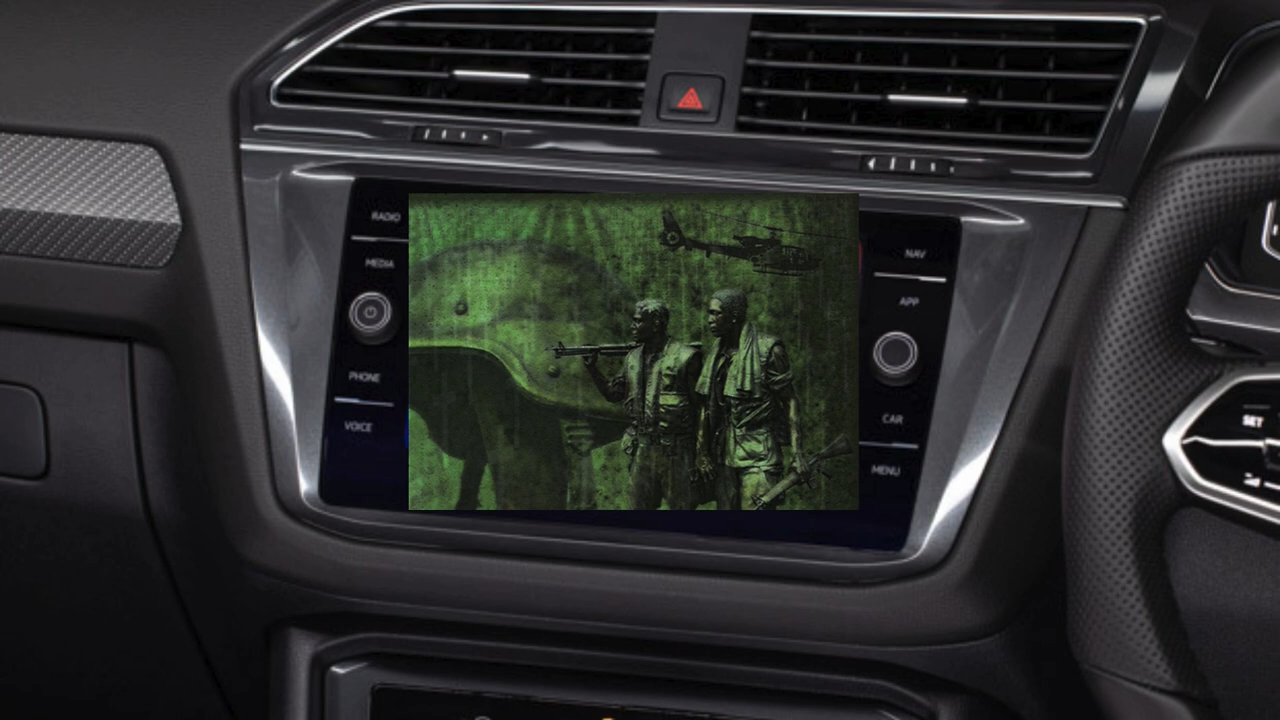 RADIO
MEDIA
PHONE
VOICE
NAV
APP
CAR
MENU
SET